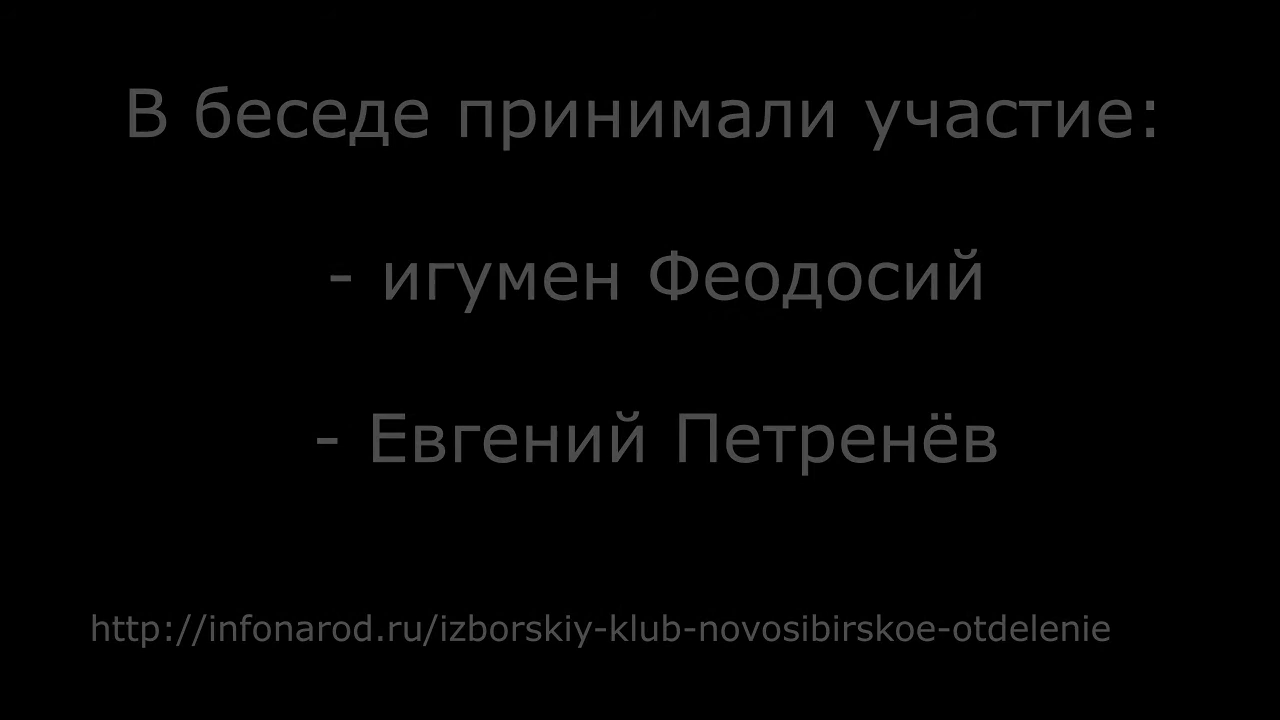 В беседе принимали участие:
- игумен Феодосий
- Евгений Петренёв
http://infonarod.ru/izborskiy-klub-novosibirskoe-otdelenie